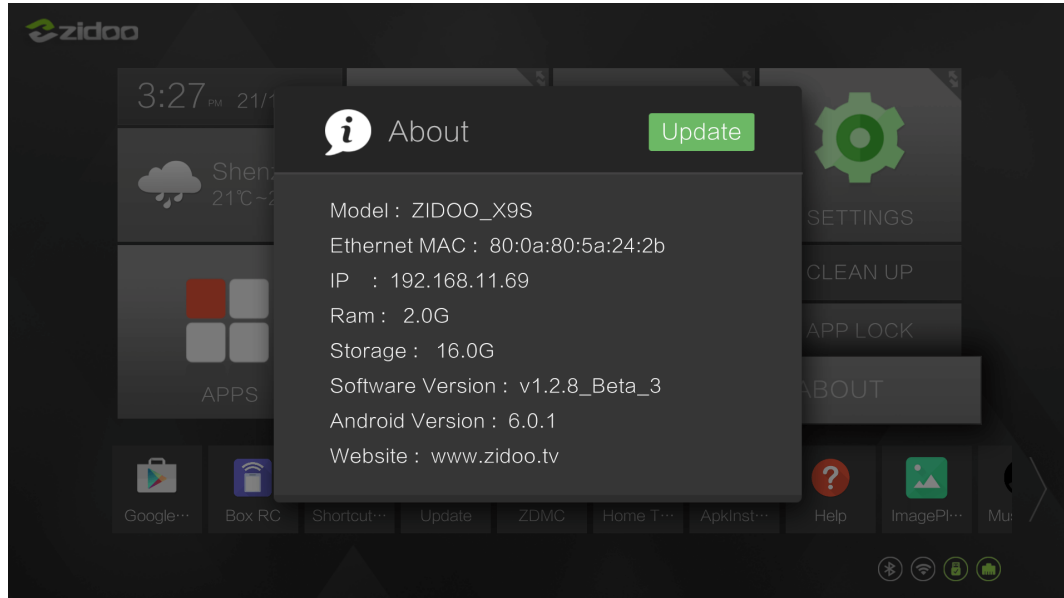 zidoo
3:27 PM 21/1
Shenz
21℃~2
APPS
About
Update
Model : ZIDOO_X9S
Ethernet MAC : 80:0a:80:5a:24:2b
IP : 192.168.11.69
Ram : 2.0G
Storage : 16.0G
Software Version : v1.2.8_Beta_3
Android Version : 6.0.1
Website : www.zidoo.tv
SETTINGS
CLEAN UP
APP LOCK
ABOUT
Google···
Box RC
Shortcut···
Update
ZDMC
Home T···
ApkInst···
Help
ImagePl···
Mus